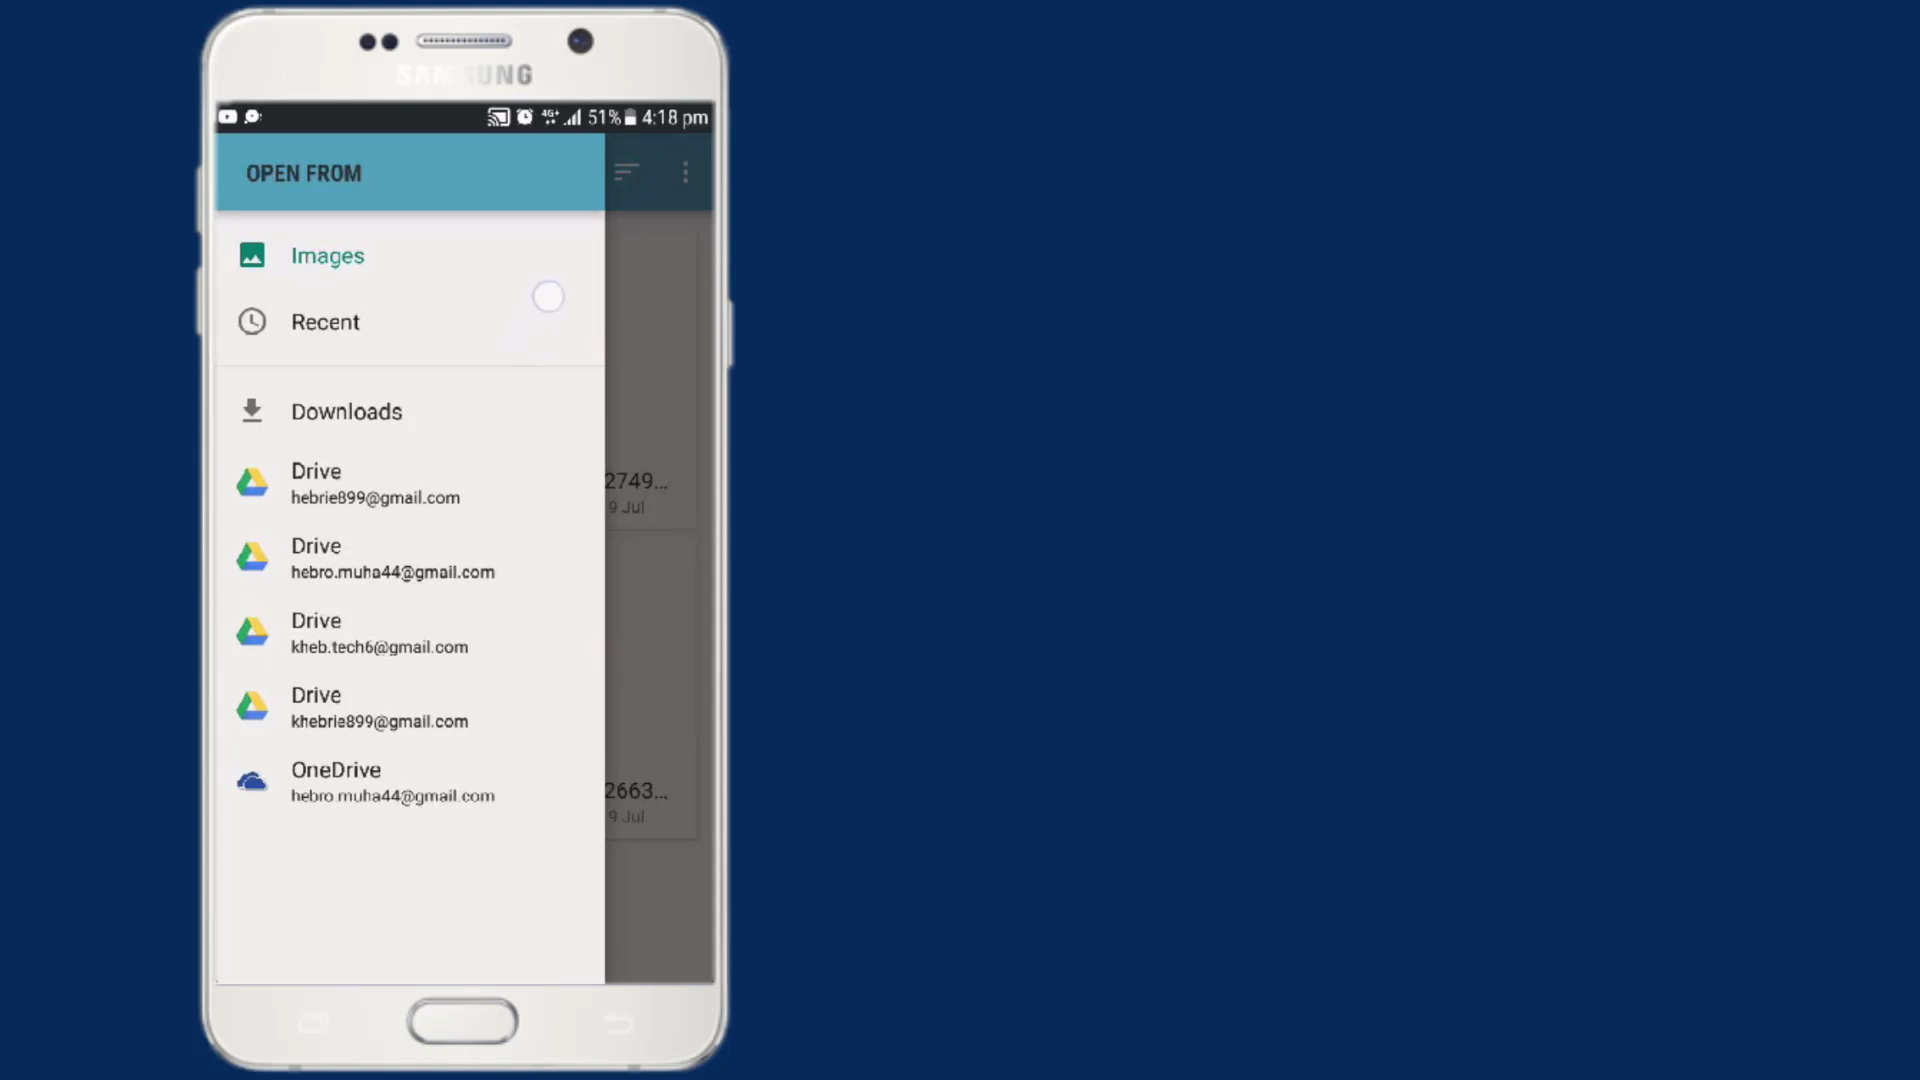 SAMSUNG
4G+ 51% 4:18 pm
OPEN FROM
Images
Recent
Downloads
Drive
hebrie899@gmail.com
2749...
9 Jul
Drive
hebro.muha44@gmail.com
Drive
kheb.tech6@gmail.com
Drive
khebrie899@gmail.com
OneDrive
hebro.muha44@gmail.com
2663...
9 Jul